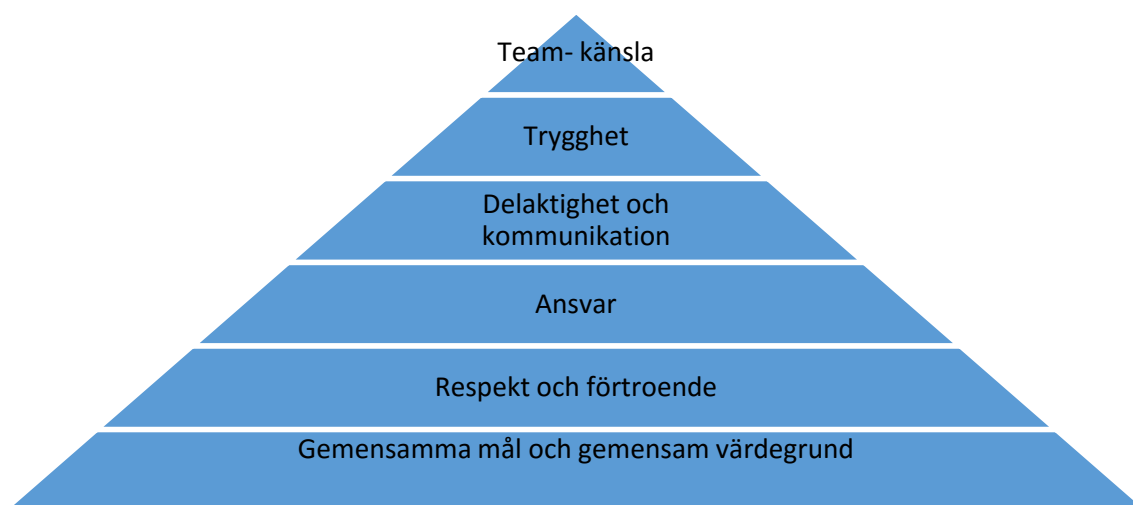 Team- känsla
Trygghet
Delaktighet och
kommunikation
Ansvar
Respekt och förtroende
Gemensamma mål och gemensam värdegrund